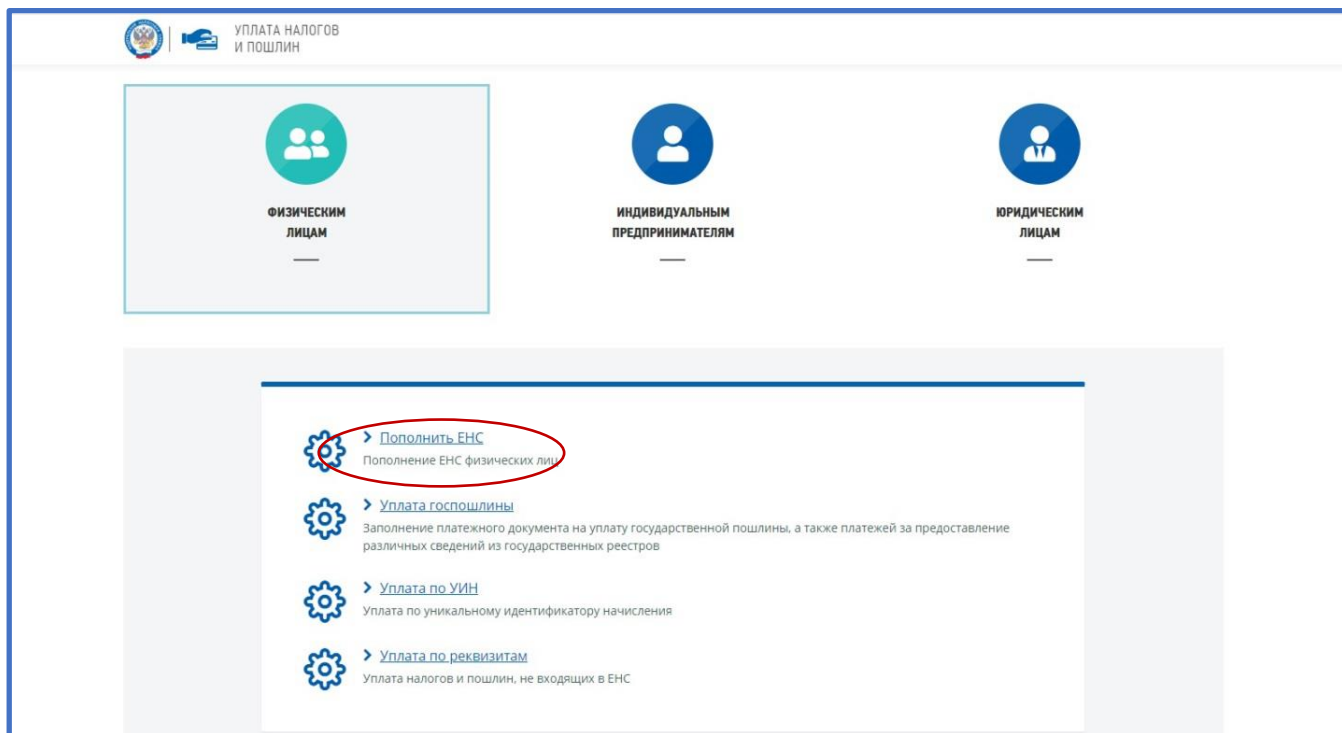 УПЛАТА НАЛОГОВ
И ПОШЛИН
ФИЗИЧЕСКИМ
ЛИЦАМ
ИНДИВИДУАЛЬНЫМ
ПРЕДПРИНИМАТЕЛЯМ
ЮРИДИЧЕСКИМ
ЛИЦАМ
Пополнить ЕНС
Пополнение ЕНС физических лиц
Уплата госпошлины
Заполнение платежного документа на уплату государственной пошлины, а также платежей за предоставление
различных сведений из государственных реестров
Уплата по УИН
Уплата по уникальному идентификатору начисления
Уплата по реквизитам
Уплата налогов и пошлин, не входящих в ЕНС